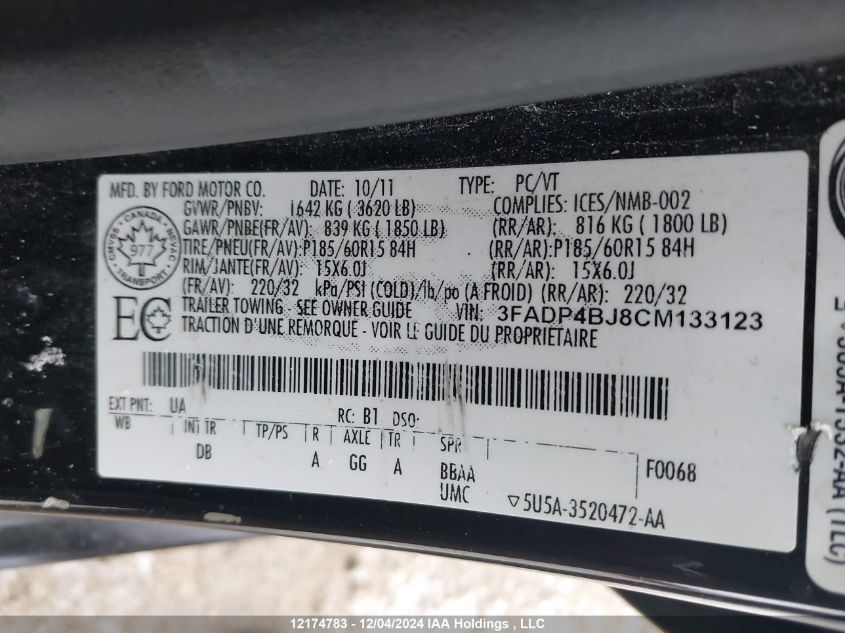 MFD. BY FORD MOTOR CO. DATE: 10/11 TYPE: PC/VT
GVWR/PNBV: 1642 KG ( 3620 LB) COMPLIES: ICES/NMB-002
GAWR/PNBE(FR/AV): 839 KG ( 1850 LB) (RR/AR): 816 KG ( 1800 LB)
TIRE/PNEU(FR/AV):P185/60R15 84H (RR/AR):P185/60R15 84H
RIM/JANTE(FR/AV): 15X6.0J (RR/AR): 15X6.0J
(FR/AV): 220/32 kPa/PSI (COLD)/lb/po (A FROID) (RR/AR): 220/32
TRAILER TOWING - SEE OWNER GUIDE VIN: 3FADP4BJ8CM133123
TRACTION D'UNE REMORQUE - VOIR LE GUIDE DU PROPRIÉTAIRE
CANADA
CMVSS NSVAC
977
TRANSPORT
EC
EXT PNT: UA RC: B1 DSO:
WB INT TR TP/PS R AXLE TR SPR
DB A GG A BBAA F0068
UMC 5U5A-3520472-AA
12174783 - 12/04/2024 IAA Holdings , LLC